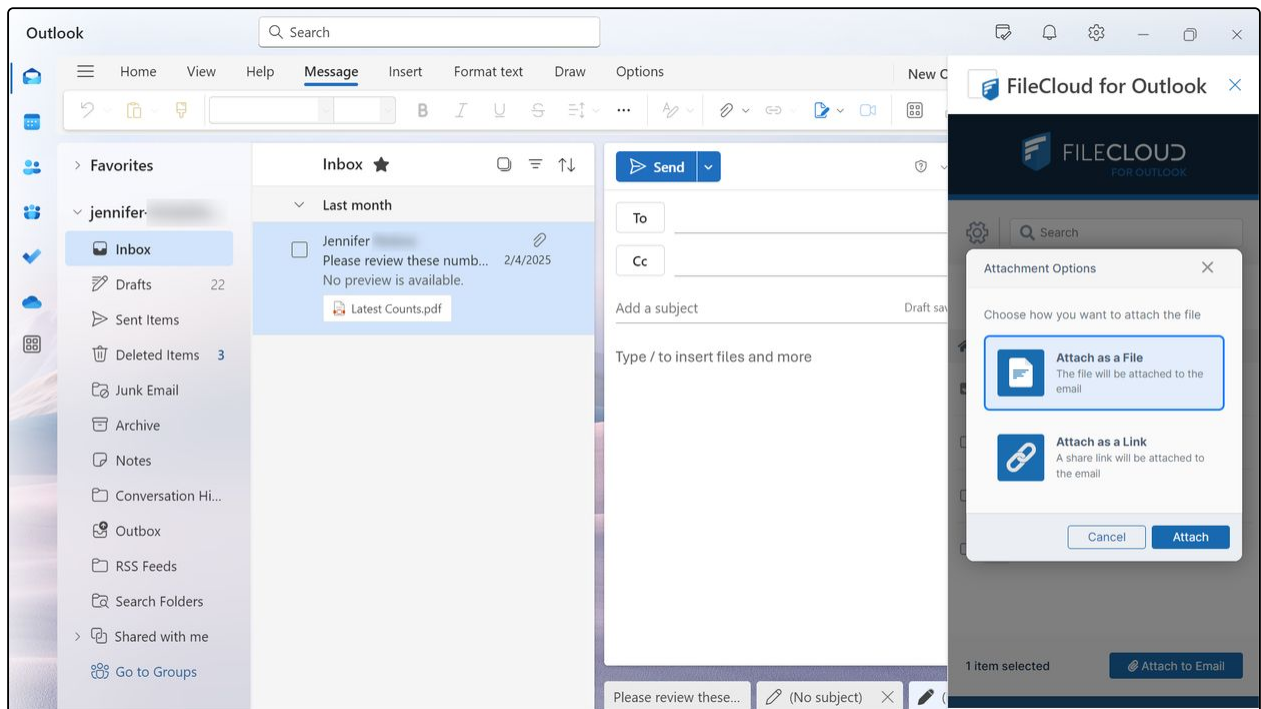 Outlook
Search
Home View Help Message Insert Format text Draw Options
New
FileCloud for Outlook
B I U S
FILECLOUD
FOR OUTLOOK
Search
Favorites
jennifer-
Inbox
Drafts 22
Sent Items
Deleted Items 3
Junk Email
Archive
Notes
Conversation Hi...
Outbox
RSS Feeds
Search Folders
Shared with me
Go to Groups
Inbox
Last month
Jennifer
Please review these numb... 2/4/2025
No preview is available.
Latest Counts.pdf
Send
To
Cc
Add a subject Draft
Type / to insert files and more
Please review these...
(No subject)
Attachment Options
Choose how you want to attach the file
Attach as a File
The file will be attached to the
email
Attach as a Link
A share link will be attached to
the email
Cancel Attach
1 item selected Attach to Email